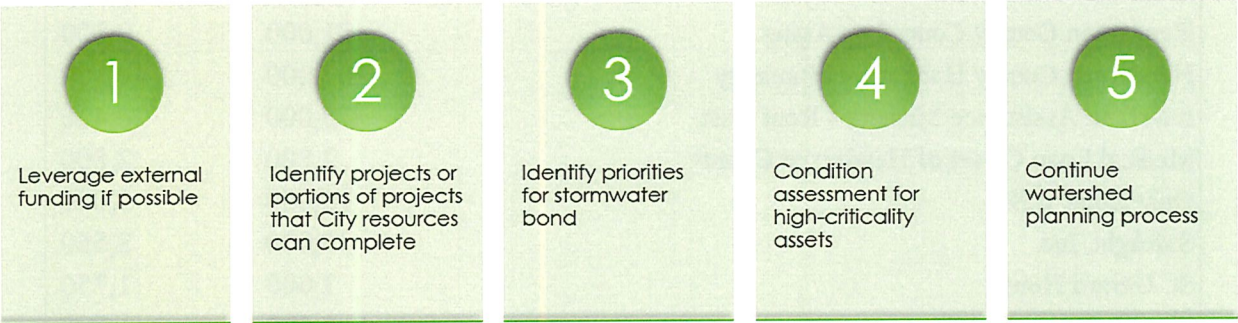 1
Leverage external
funding if possible
2
Identify projects or
portions of projects
that City resources
can complete
3
Identify priorities
for stormwater
bond
4
Condition
assessment for
high-criticality
assets
5
Continue
watershed
planning process